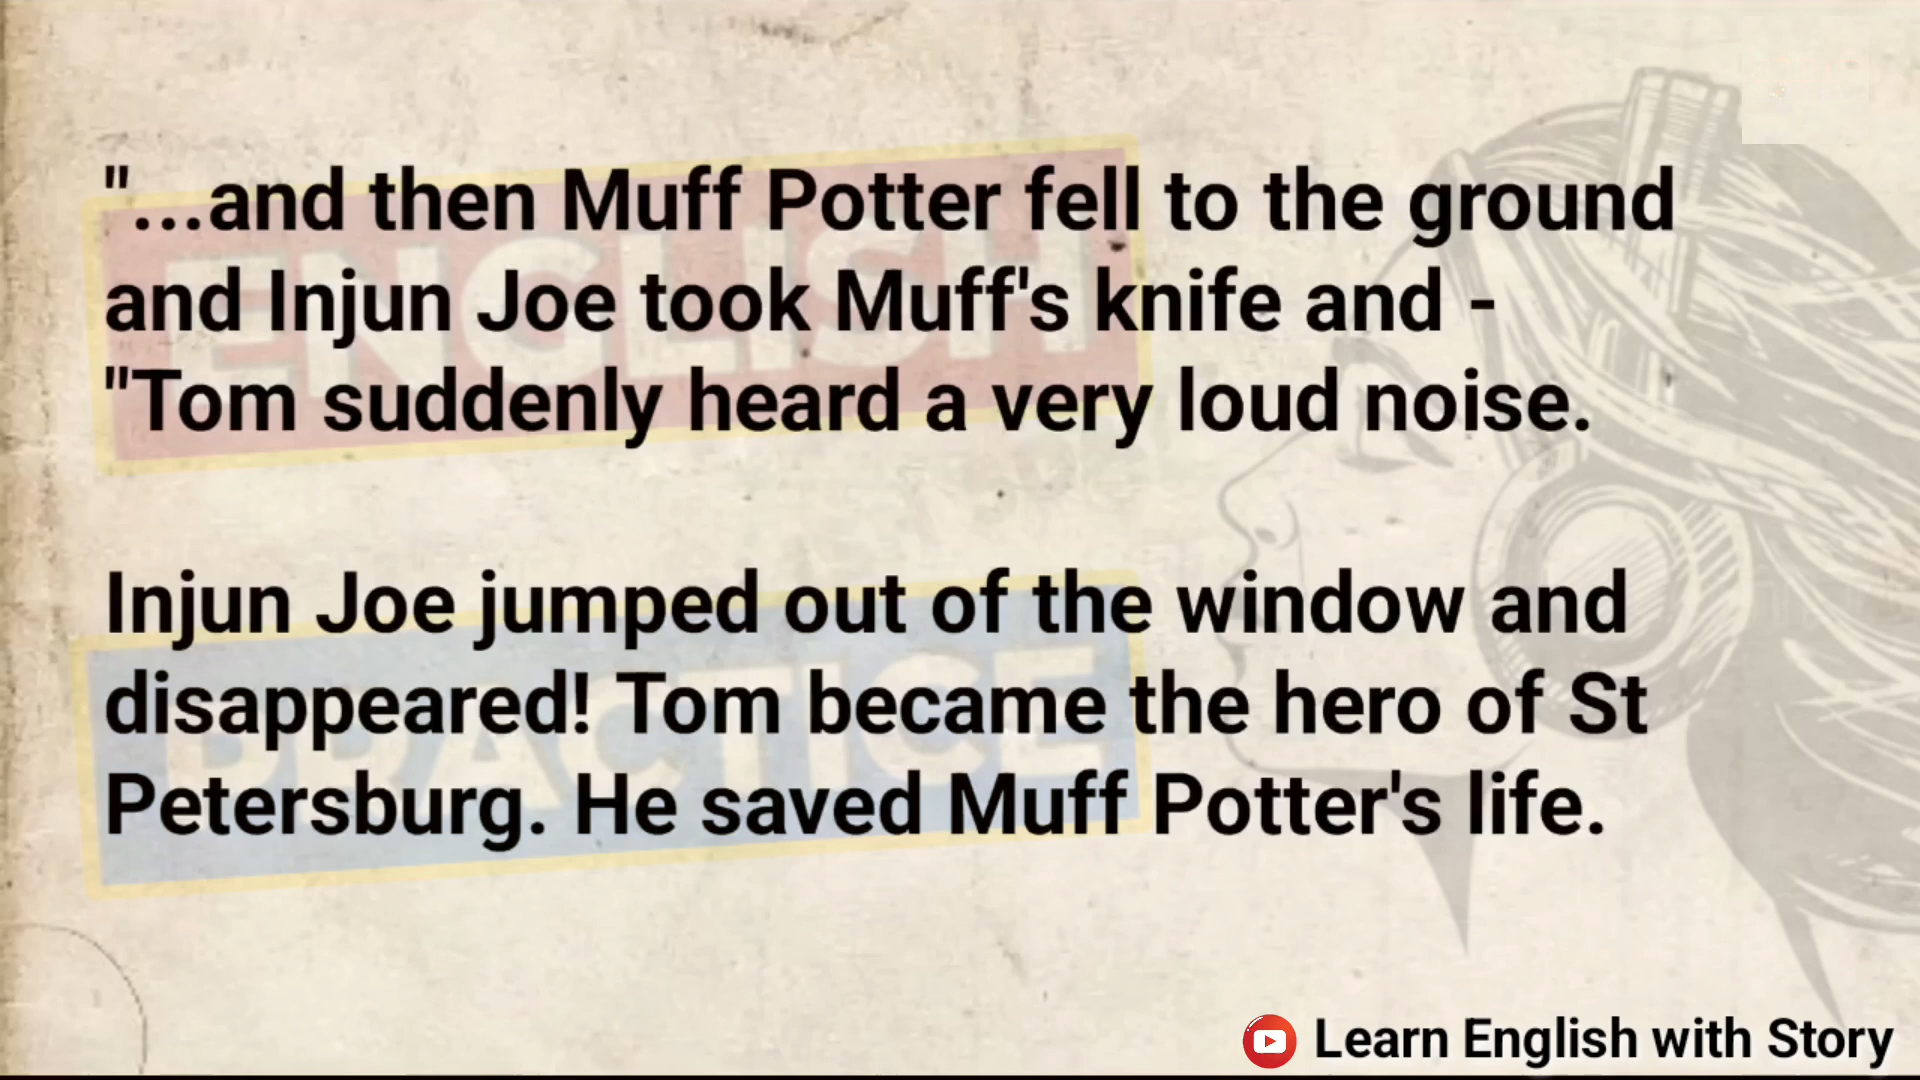 "...and then Muff Potter fell to the ground
and Injun Joe took Muff's knife and -
"Tom suddenly heard a very loud noise.
Injun Joe jumped out of the window and
disappeared! Tom became the hero of St
Petersburg. He saved Muff Potter's life.
ENGLISH
PRACTICE
Learn English with Story